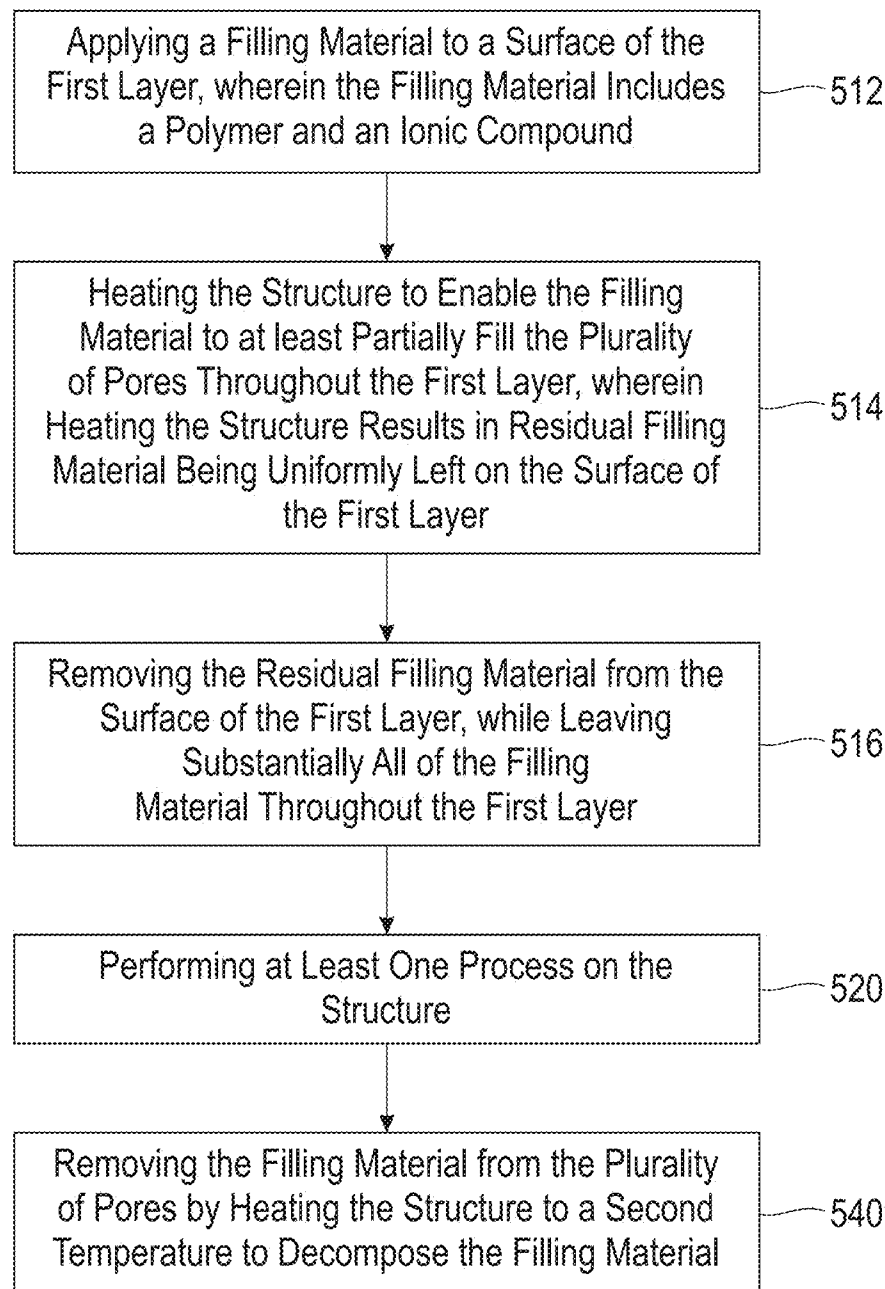 Applying a Filling Material to a Surface of the
First Layer, wherein the Filling Material Includes
a Polymer and an Ionic Compound
512
Heating the Structure to Enable the Filling
Material to at least Partially Fill the Plurality
of Pores Throughout the First Layer, wherein
Heating the Structure Results in Residual Filling
Material Being Uniformly Left on the Surface of
the First Layer
514
Removing the Residual Filling Material from the
Surface of the First Layer, while Leaving
Substantially All of the Filling
Material Throughout the First Layer
516
Performing at Least One Process on the
Structure
520
Removing the Filling Material from the Plurality
of Pores by Heating the Structure to a Second
Temperature to Decompose the Filling Material
540